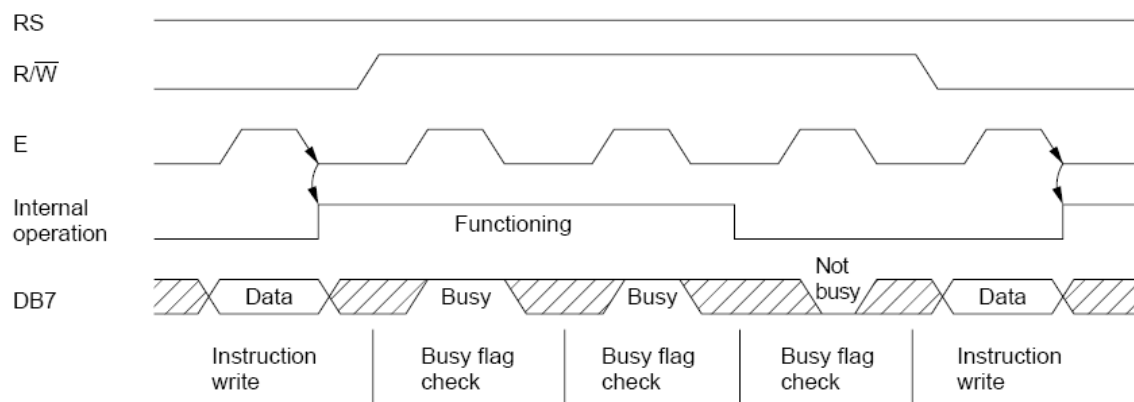 RS
R/W̅
E
Internal
operation
Functioning
DB7
Data
Busy
Busy
Not
busy
Data
Instruction
write
Busy flag
check
Busy flag
check
Busy flag
check
Instruction
write